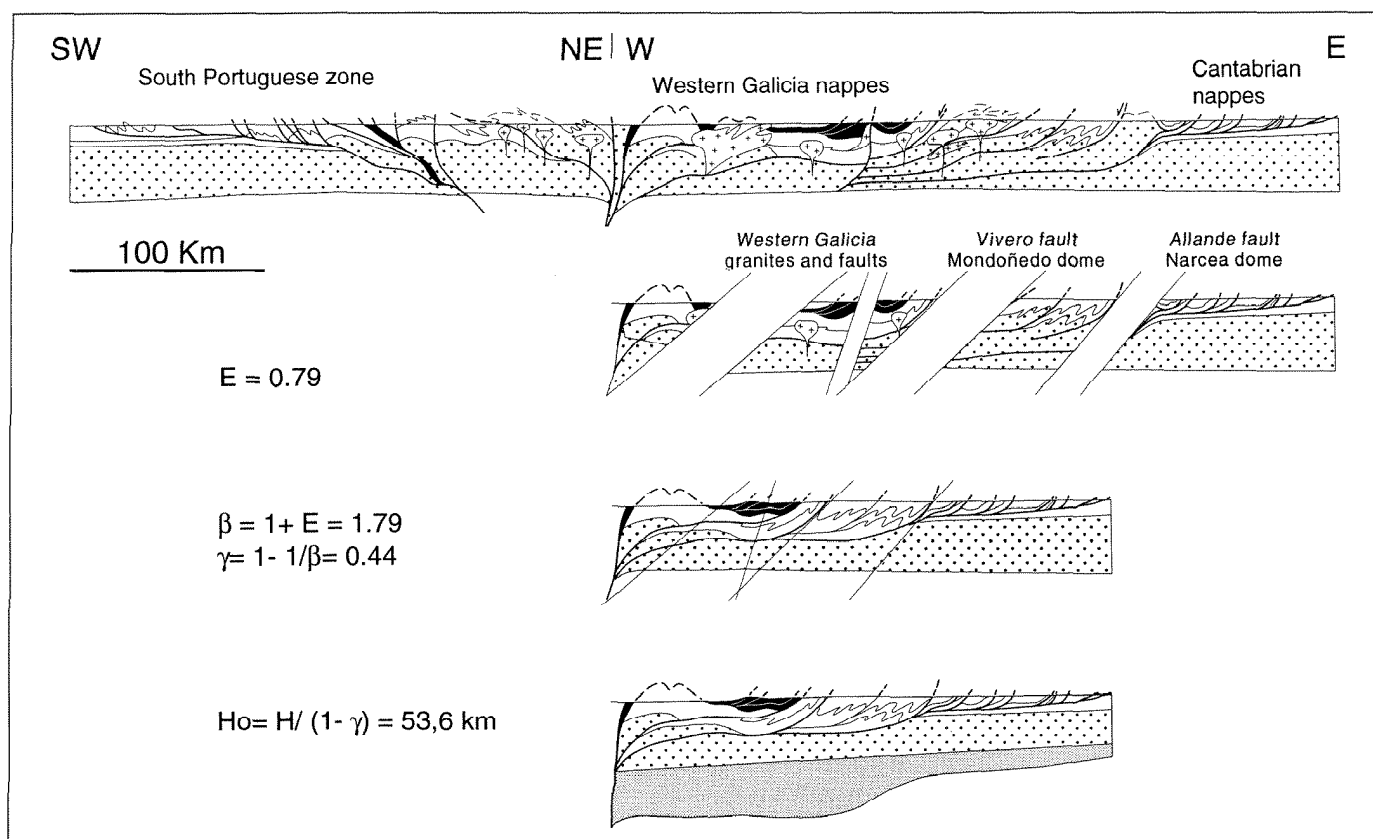 SW
NE | W
E
South Portuguese zone
Western Galicia nappes
Cantabrian
nappes
100 Km
Western Galicia
granites and faults
Vivero fault
Mondoñedo dome
Allande fault
Narcea dome
E = 0.79
β = 1+ E = 1.79
γ= 1- 1/β= 0.44
Ho= H/ (1- γ) = 53,6 km